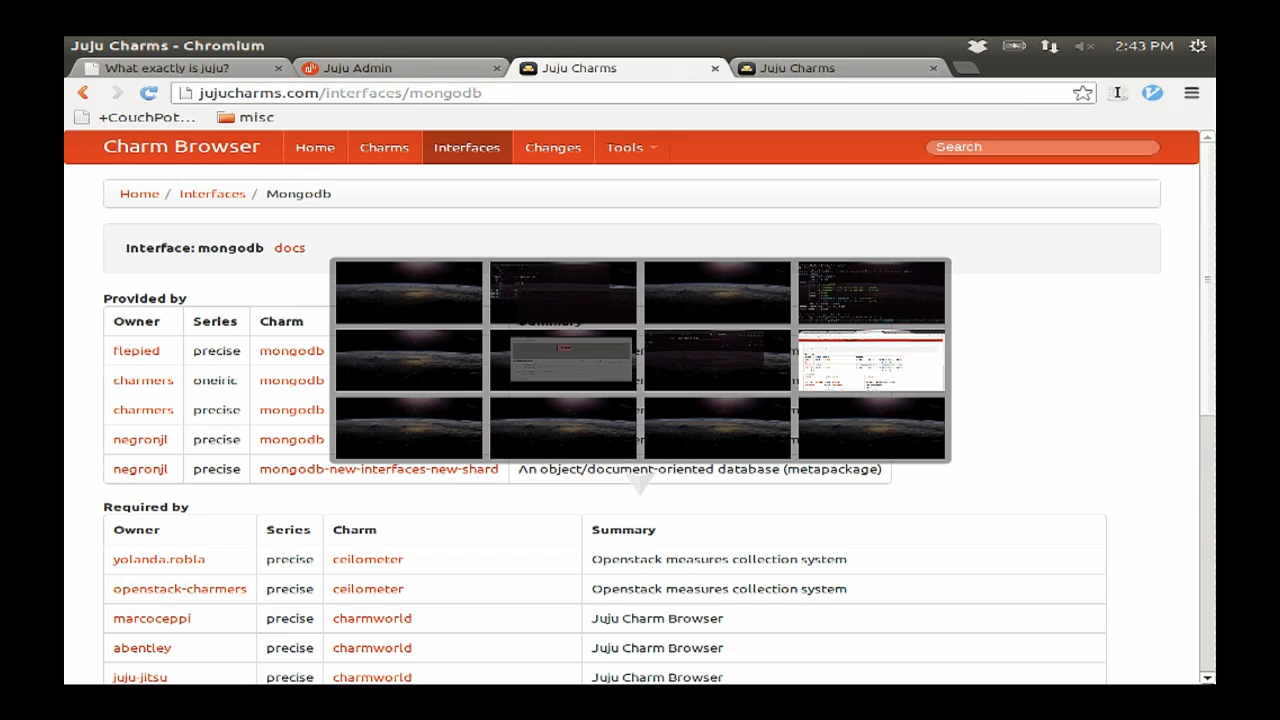 Juju Charms - Chromium
2:43 PM
What exactly is juju?
Juju Admin
Juju Charms
Juju Charms
jujucharms.com/interfaces/mongodb
+CouchPot...
misc
Charm Browser Home Charms Interfaces Changes Tools Search
Home / Interfaces / Mongodb
Interface: mongodb docs
Provided by
Owner Series Charm Summary
flepied precise mongodb
charmers oneiric mongodb
charmers precise mongodb
negronjl precise mongodb
negronjl precise mongodb-new-interfaces-new-shard An object/document-oriented database (metapackage)
Required by
Owner Series Charm Summary
yolanda.robla precise ceilometer Openstack measures collection system
openstack-charmers precise ceilometer Openstack measures collection system
marcoceppi precise charmworld Juju Charm Browser
abentley precise charmworld Juju Charm Browser
juju-jitsu precise charmworld Juju Charm Browser